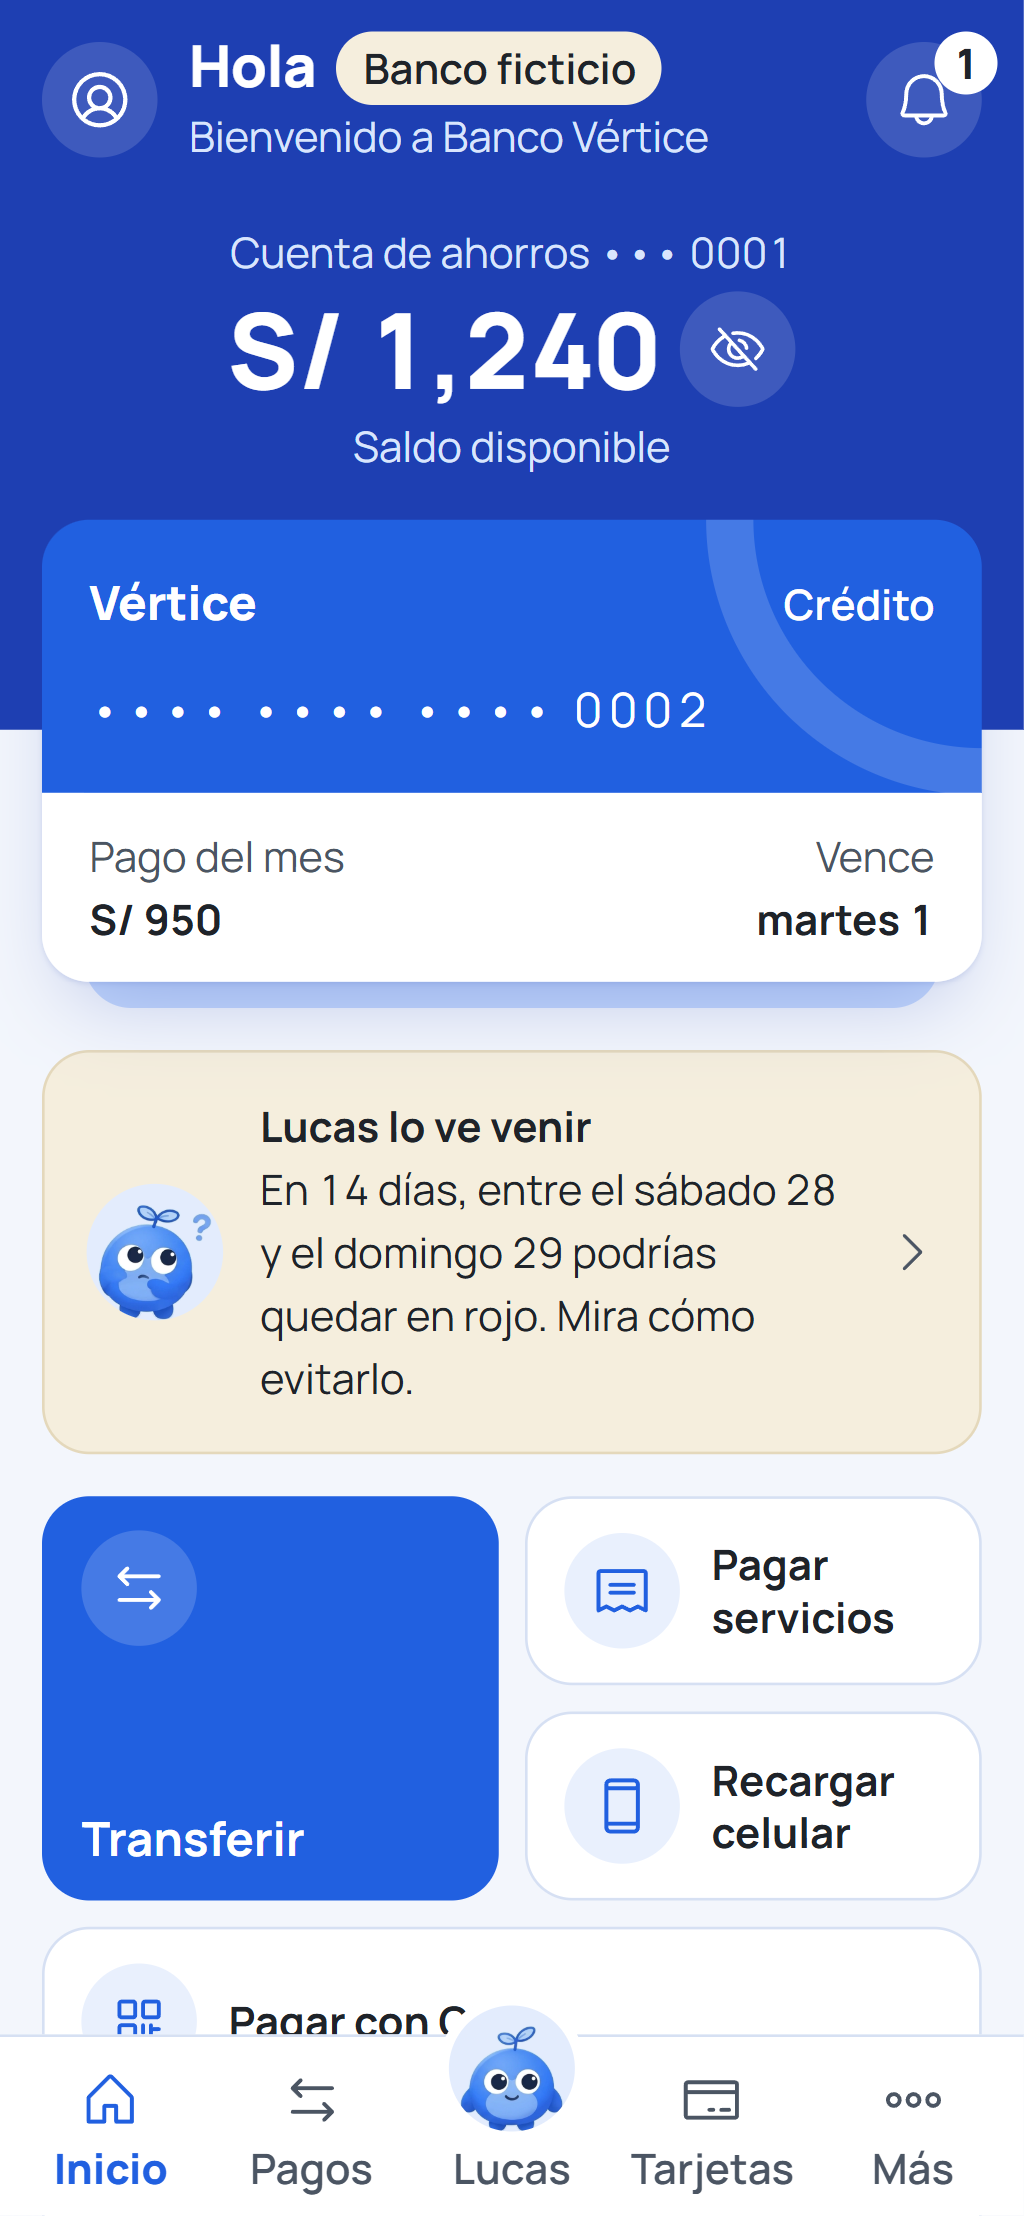 Hola
Banco ficticio
1
Bienvenido a Banco Vértice
Cuenta de ahorros ••• 0001
S/ 1,240
Saldo disponible
Vértice
Crédito
•••• •••• •••• 0002
Pago del mes
Vence
S/ 950
martes 1
Lucas lo ve venir
En 14 días, entre el sábado 28
y el domingo 29 podrías
quedar en rojo. Mira cómo
evitarlo.
?
Transferir
Pagar
servicios
Recargar
celular
Pagar con
Inicio
Pagos
Lucas
Tarjetas
Más